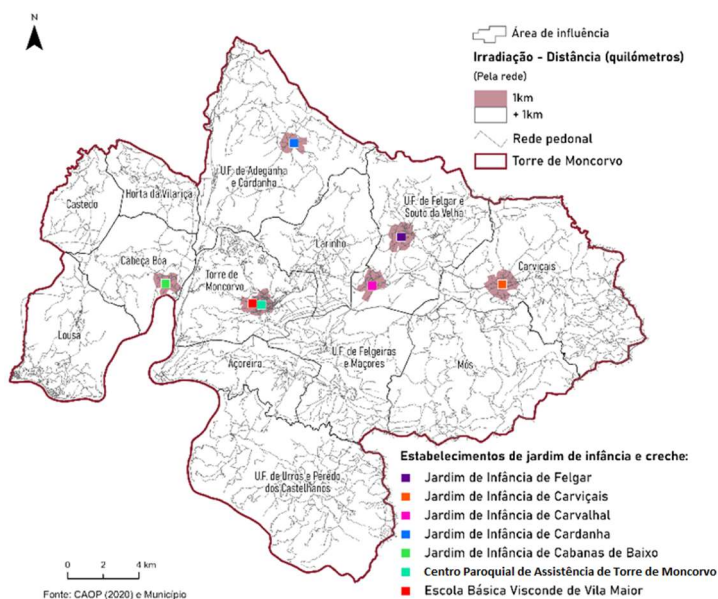 N
Área de influência
Irradiação - Distância (quilómetros)
(Pela rede)
1km
+ 1km
Rede pedonal
Torre de Moncorvo
U.F. de Adeganha
e Cardanha
Horta da Vilariça
Castedo
U.F. de Felgar e
Souto da Velha
Larinho
Cabeça Boa
Torre de
Moncorvo
Carviçais
Lousa
Açoreira
U.F. de Felgueiras
e Maçores
Mós
U.F. de Urros e Peredo
dos Castelhanos
Estabelecimentos de jardim de infância e creche:
Jardim de Infância de Felgar
Jardim de Infância de Carviçais
Jardim de Infância de Carvalhal
Jardim de Infância de Cardanha
Jardim de Infância de Cabanas de Baixo
Centro Paroquial de Assistência de Torre de Moncorvo
Escola Básica Visconde de Vila Maior
0 2 4 km
Fonte: CAOP (2020) e Município